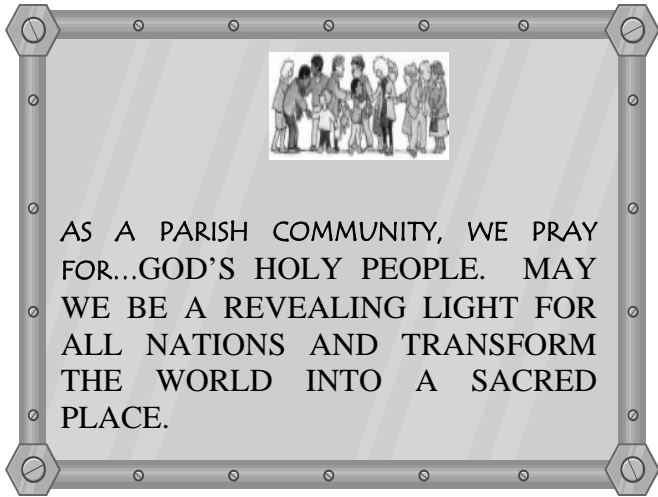 AS A PARISH COMMUNITY, WE PRAY
FOR…GOD'S HOLY PEOPLE. MAY
WE BE A REVEALING LIGHT FOR
ALL NATIONS AND TRANSFORM
THE WORLD INTO A SACRED
PLACE.